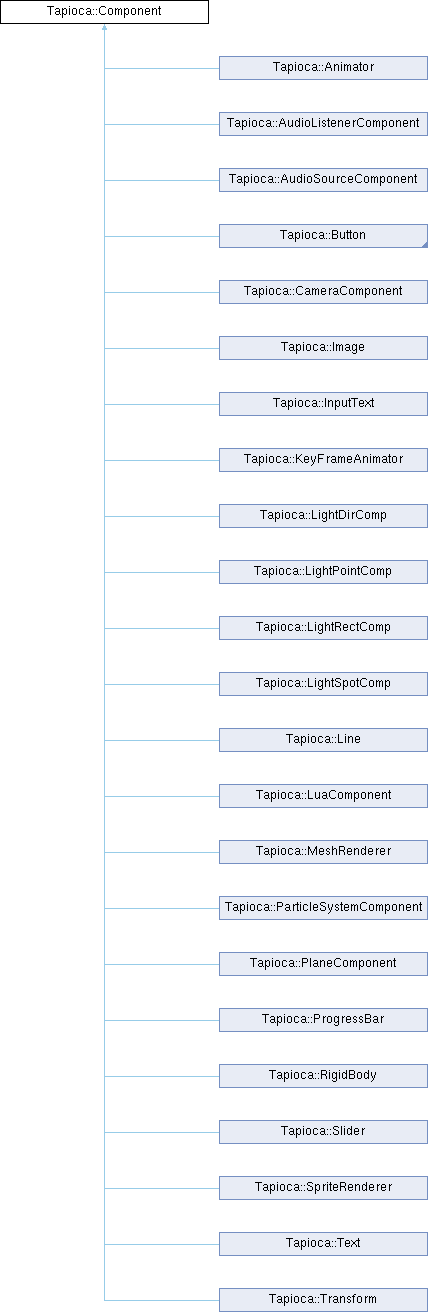 Tapioca::Component
Tapioca::Animator
Tapioca::AudioListenerComponent
Tapioca::AudioSourceComponent
Tapioca::Button
Tapioca::CameraComponent
Tapioca::Image
Tapioca::InputText
Tapioca::KeyFrameAnimator
Tapioca::LightDirComp
Tapioca::LightPointComp
Tapioca::LightRectComp
Tapioca::LightSpotComp
Tapioca::Line
Tapioca::LuaComponent
Tapioca::MeshRenderer
Tapioca::ParticleSystemComponent
Tapioca::PlaneComponent
Tapioca::ProgressBar
Tapioca::RigidBody
Tapioca::Slider
Tapioca::SpriteRenderer
Tapioca::Text
Tapioca::Transform